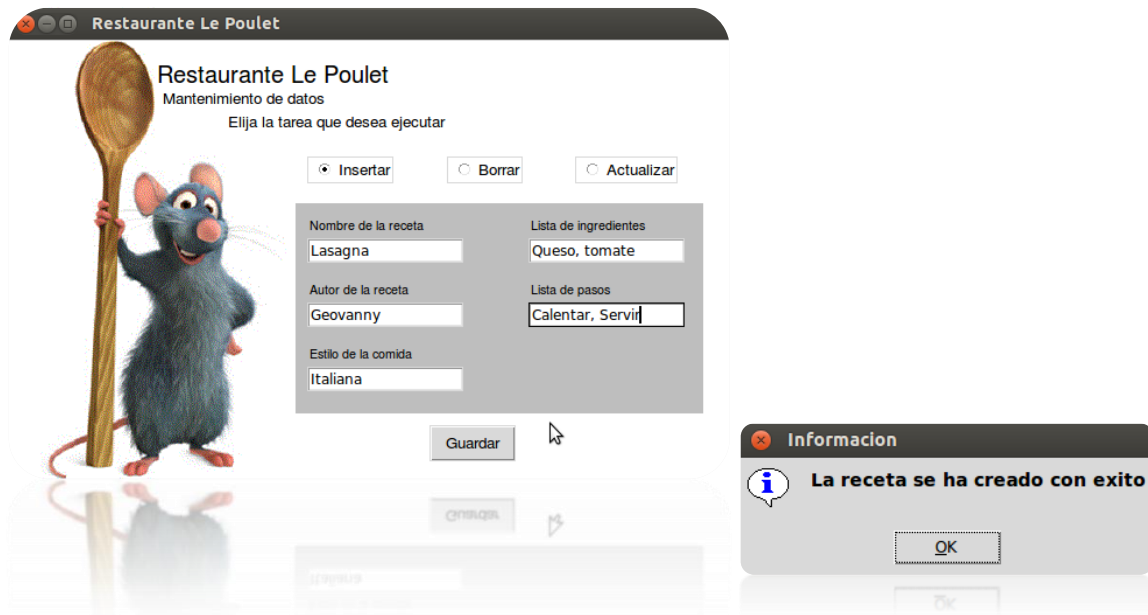 Restaurante Le Poulet
Restaurante Le Poulet
Mantenimiento de datos
Elija la tarea que desea ejecutar
Insertar Borrar Actualizar
Nombre de la receta Lista de ingredientes
Lasagna Queso, tomate
Autor de la receta Lista de pasos
Geovanny Calentar, Servir
Estilo de la comida
Italiana
Guardar
Informacion
La receta se ha creado con exito
OK